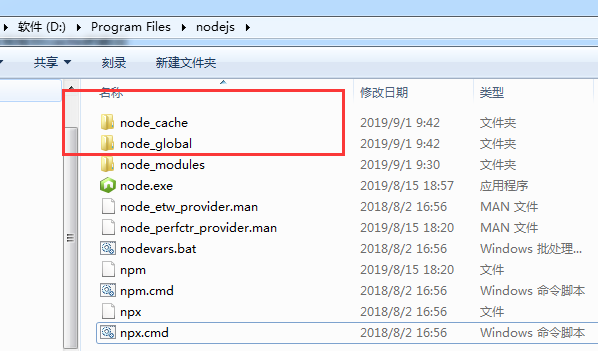 软件 (D:) Program Files nodejs
共享 刻录 新建文件夹
名称 修改日期 类型
node_cache 2019/9/1 9:42 文件夹
node_global 2019/9/1 9:42 文件夹
node_modules 2019/9/1 9:30 文件夹
node.exe 2019/8/15 18:57 应用程序
node_etw_provider.man 2018/8/2 16:56 MAN 文件
node_perfctr_provider.man 2018/8/2 16:56 MAN 文件
nodevars.bat 2018/8/2 16:56 Windows 批处理...
npm 2019/8/15 18:20 文件
npm.cmd 2018/8/2 16:56 Windows 命令脚本
npx 2018/8/2 16:56 文件
npx.cmd 2018/8/2 16:56 Windows 命令脚本